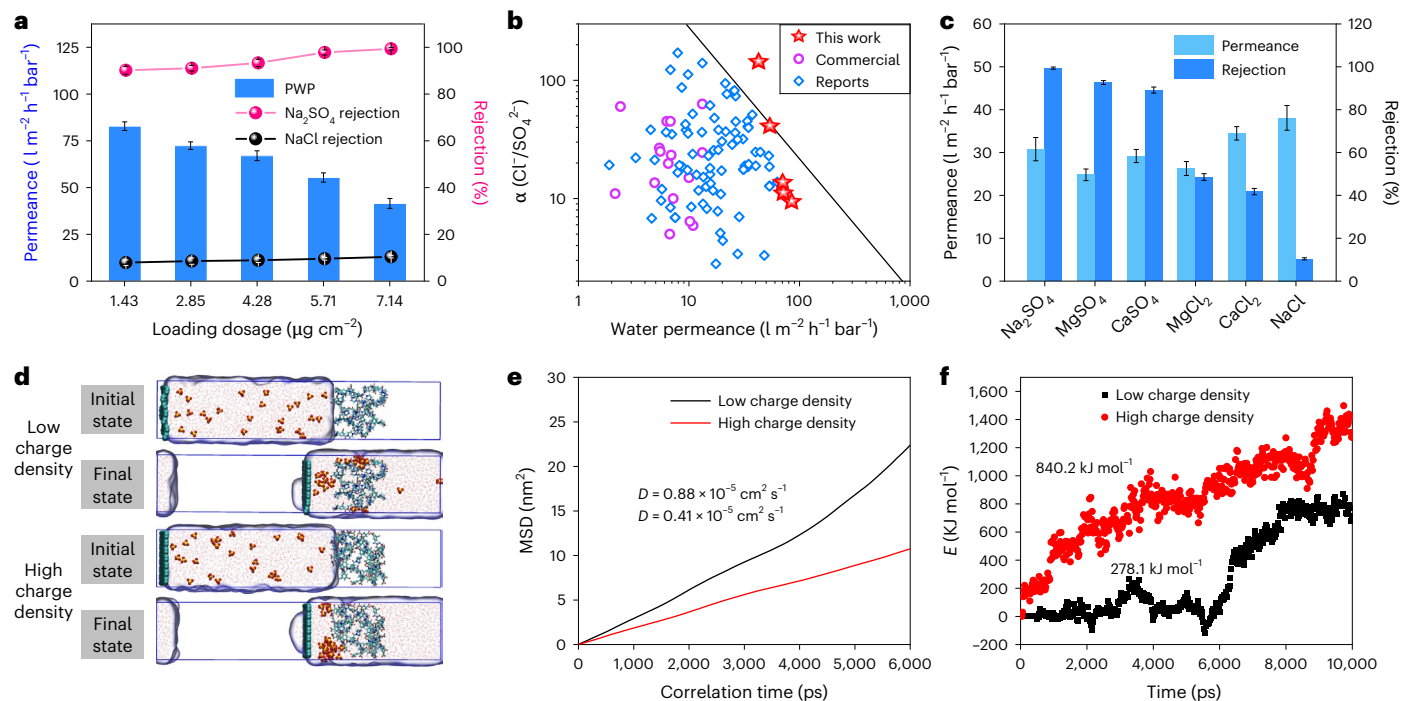 a
Permeance ( l m⁻² h⁻¹ bar⁻¹)
125
100
75
50
25
0
PWP
Na₂SO₄ rejection
NaCl rejection
100
80
60
40
20
0
Rejection (%)
1.43 2.85 4.28 5.71 7.14
Loading dosage (μg cm⁻²)
b
α (Cl⁻/SO₄²⁻)
100
10
This work
Commercial
Reports
1 10 100 1,000
Water permeance (l m⁻² h⁻¹ bar⁻¹)
c
Permeance (l m⁻² h⁻¹ bar⁻¹)
60
50
40
30
20
10
0
Permeance
Rejection
120
100
80
60
40
20
0
Rejection (%)
Na₂SO₄ MgSO₄ CaSO₄ MgCl₂ CaCl₂ NaCl
d
Low
charge
density
Initial
state
Final
state
High
charge
density
Initial
state
Final
state
e
MSD (nm²)
30
25
20
15
10
5
0
Low charge density
High charge density
D = 0.88 × 10⁻⁵ cm² s⁻¹
D = 0.41 × 10⁻⁵ cm² s⁻¹
0 1,000 2,000 3,000 4,000 5,000 6,000
Correlation time (ps)
f
E (KJ mol⁻¹)
1,600
1,400
1,200
1,000
800
600
400
200
0
−200
Low charge density
High charge density
840.2 kJ mol⁻¹
278.1 kJ mol⁻¹
0 2,000 4,000 6,000 8,000 10,000
Time (ps)